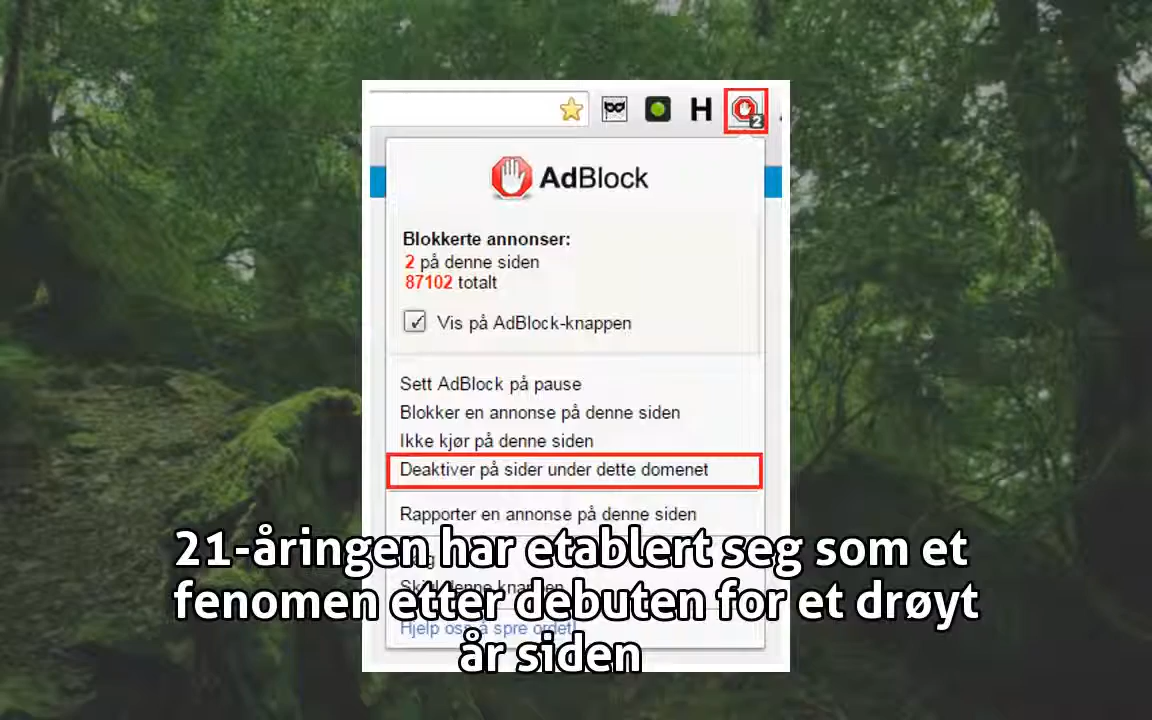 H
2
AdBlock
Blokkerte annonser:
2 på denne siden
87102 totalt
Vis på AdBlock-knappen
Sett AdBlock på pause
Blokker en annonse på denne siden
Ikke kjør på denne siden
Deaktiver på sider under dette domenet
Rapporter en annonse på denne siden
21-åringen har etablert seg som et
denne knappen
fenomen etter debuten for et drøyt
Hjelp oss å spre ordet!
år siden